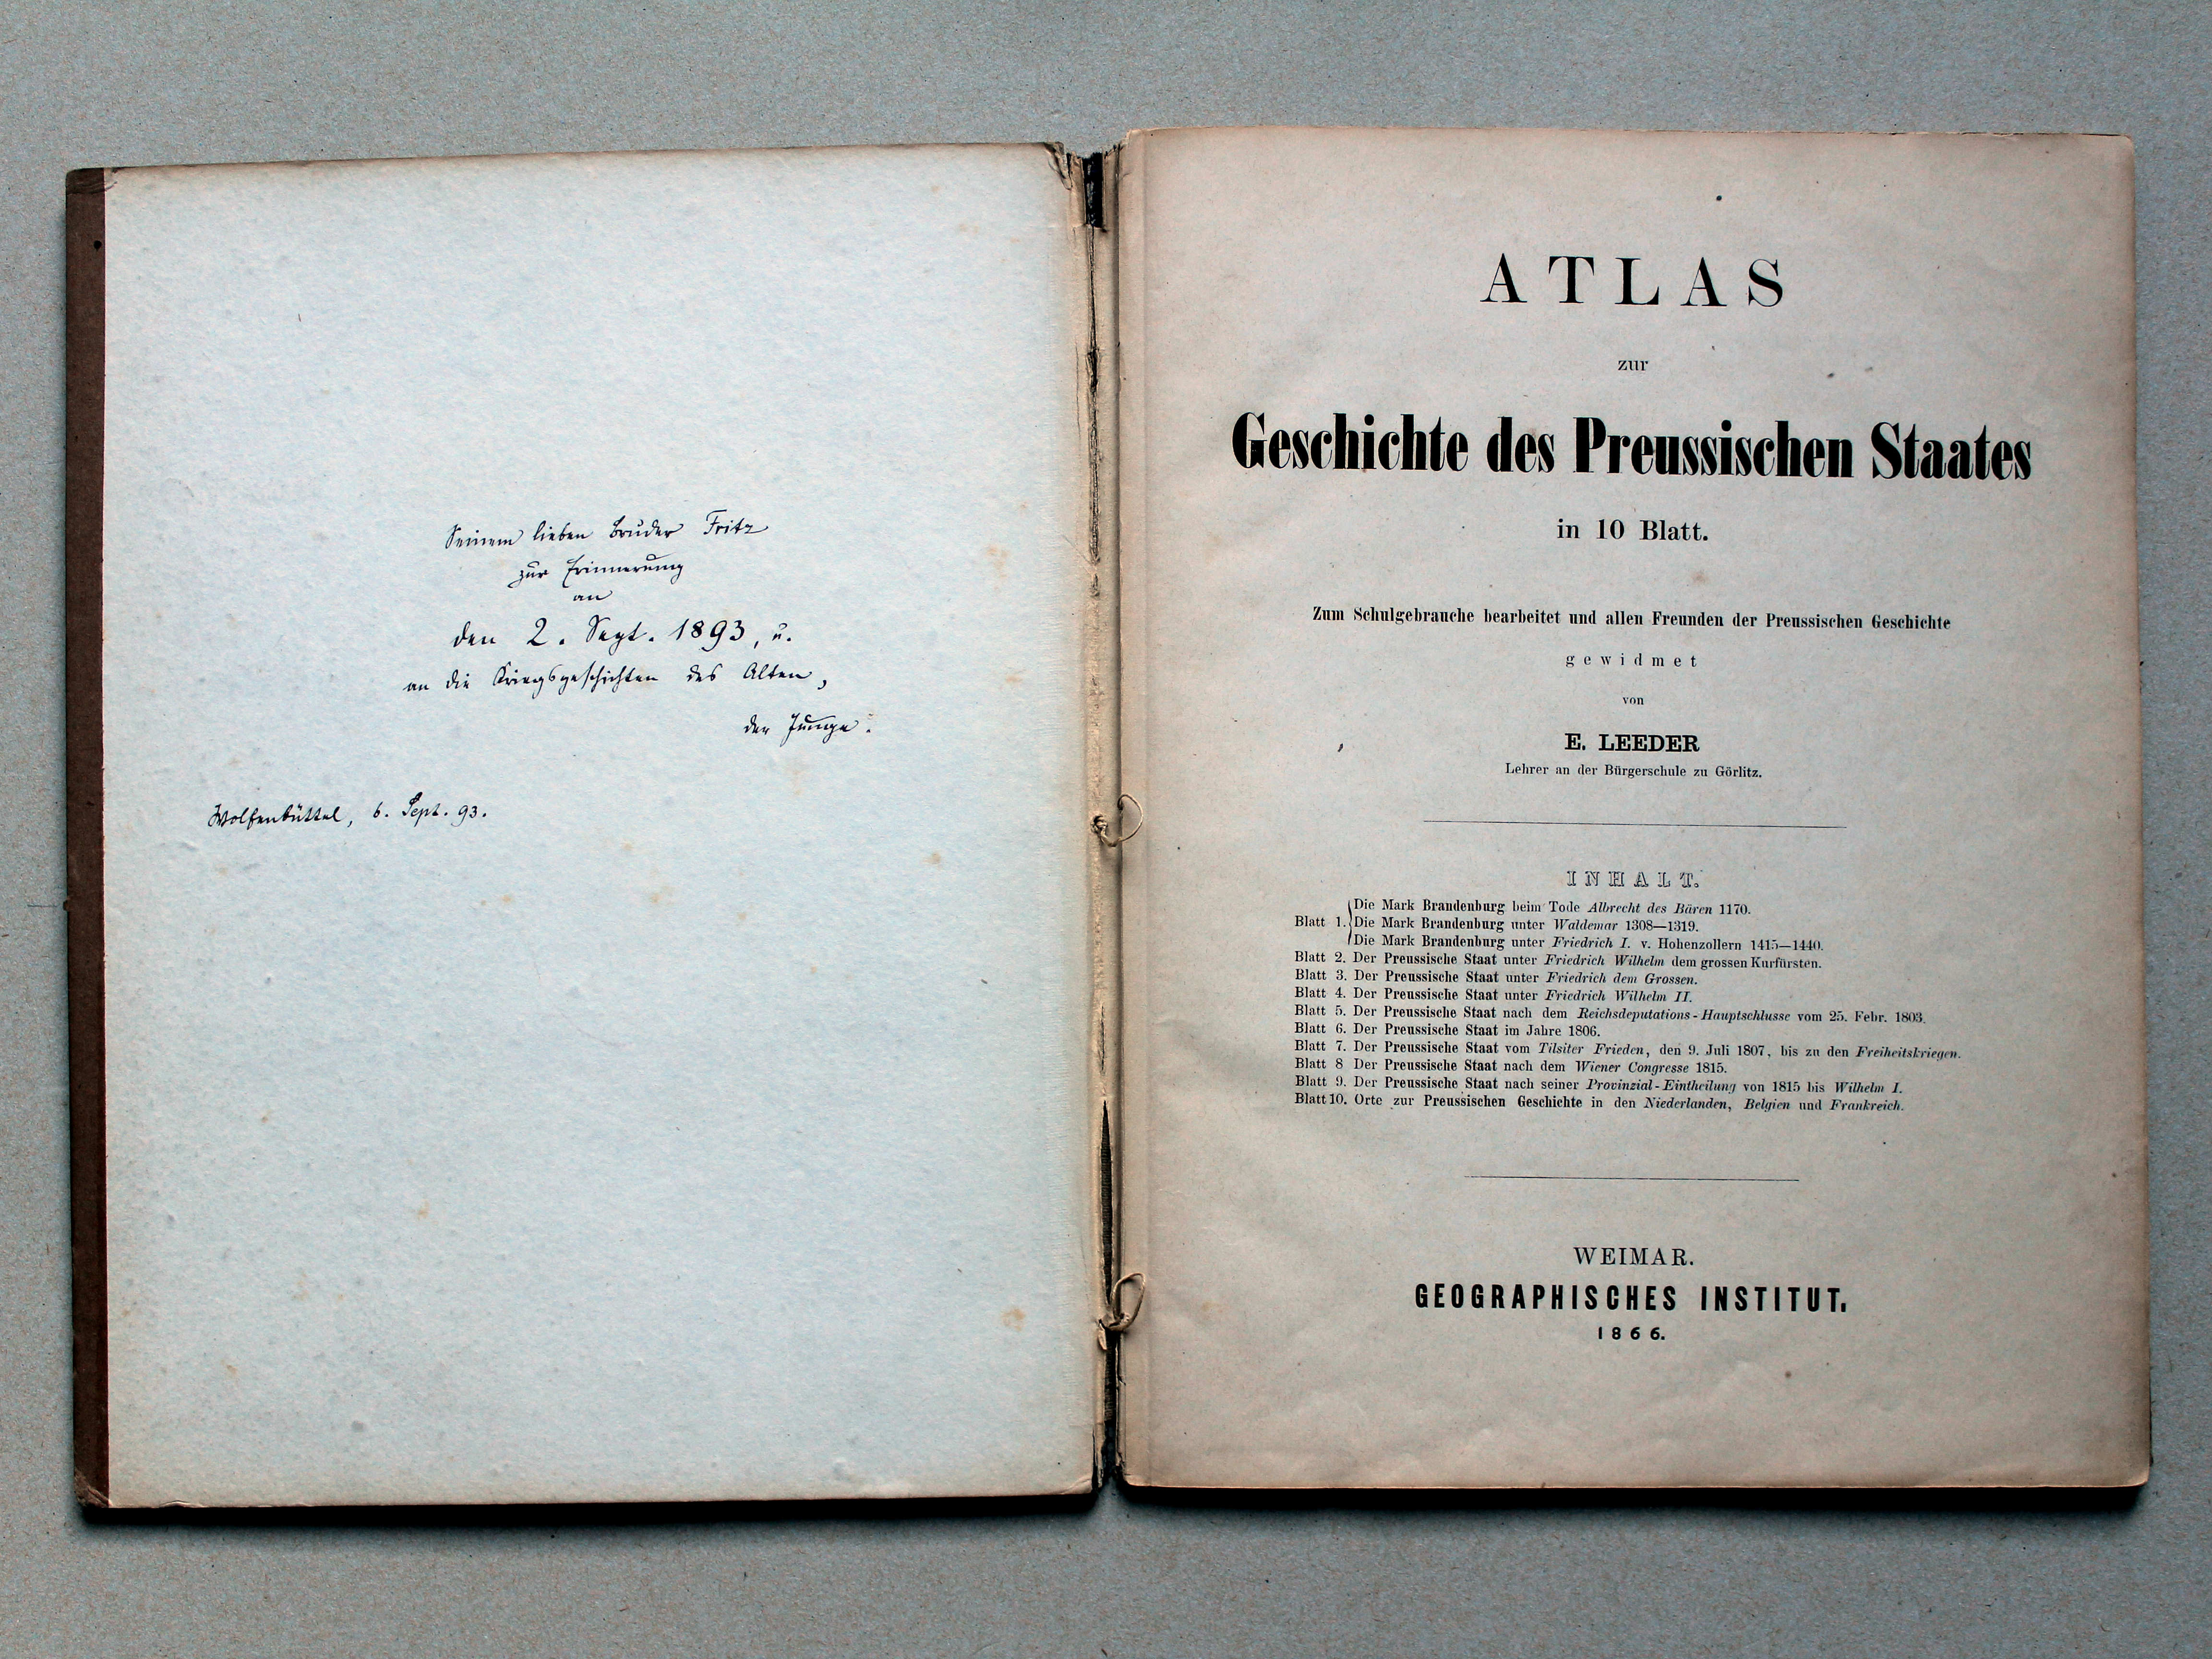 Seinem lieben Bruder Fritz
zur Erinnerung
an
den 2. Sept. 1893, u.
an die Kriegsgeschichten des Alten,
der Junge.
Wolfenbüttel, 6. Sept. 93.
ATLAS
zur
Geschichte des Preussischen Staates
in 10 Blatt.
Zum Schulgebrauche bearbeitet und allen Freunden der Preussischen Geschichte
gewidmet
von
E. LEEDER
Lehrer an der Bürgerschule zu Görlitz.
INHALT.
Die Mark Brandenburg beim Tode Albrecht des Bären 1170.
Blatt 1. Die Mark Brandenburg unter Waldemar 1308—1319.
Die Mark Brandenburg unter Friedrich I. v. Hohenzollern 1415—1440.
Blatt 2. Der Preussische Staat unter Friedrich Wilhelm dem grossen Kurfürsten.
Blatt 3. Der Preussische Staat unter Friedrich dem Grossen.
Blatt 4. Der Preussische Staat unter Friedrich Wilhelm II.
Blatt 5. Der Preussische Staat nach dem Reichsdeputations-Hauptschlusse vom 25. Febr. 1803.
Blatt 6. Der Preussische Staat im Jahre 1806.
Blatt 7. Der Preussische Staat vom Tilsiter Frieden, den 9. Juli 1807, bis zu den Freiheitskriegen.
Blatt 8 Der Preussische Staat nach dem Wiener Congresse 1815.
Blatt 9. Der Preussische Staat nach seiner Provinzial-Eintheilung von 1815 bis Wilhelm I.
Blatt 10. Orte zur Preussischen Geschichte in den Niederlanden, Belgien und Frankreich.
WEIMAR.
GEOGRAPHISCHES INSTITUT.
1866.